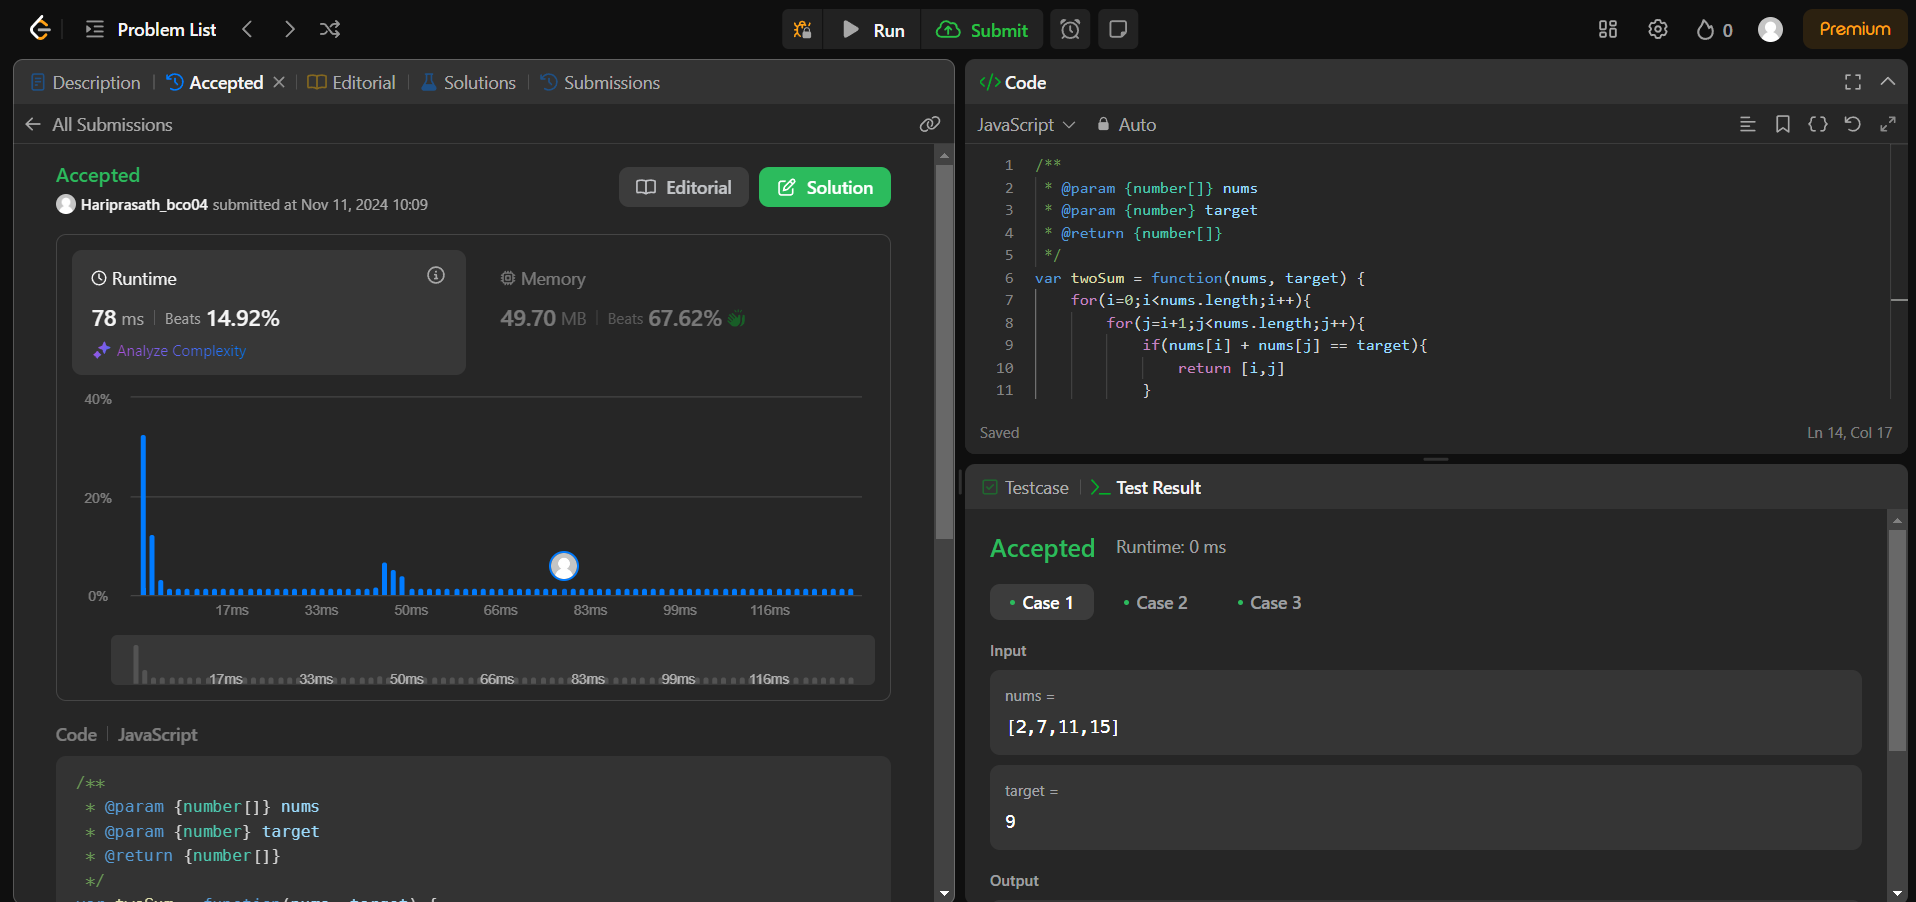 Problem List
Run
Submit
0
Premium
Description
Accepted
Editorial
Solutions
Submissions
All Submissions
Accepted
Hariprasath_bco04 submitted at Nov 11, 2024 10:09
Editorial
Solution
Runtime
78 ms
Beats 14.92%
Analyze Complexity
Memory
49.70 MB
Beats 67.62%
40%
20%
0%
17ms 33ms 50ms 66ms 83ms 99ms 116ms
17ms 33ms 50ms 66ms 83ms 99ms 116ms
Code JavaScript
/**
* @param {number[]} nums
* @param {number} target
* @return {number[]}
*/
var twoSum = function(nums, target) {
</> Code
JavaScript
Auto
1 /**
2 * @param {number[]} nums
3 * @param {number} target
4 * @return {number[]}
5 */
6 var twoSum = function(nums, target) {
7 for(i=0;i<nums.length;i++){
8 for(j=i+1;j<nums.length;j++){
9 if(nums[i] + nums[j] == target){
10 return [i,j]
11 }
Saved
Ln 14, Col 17
Testcase
Test Result
Accepted
Runtime: 0 ms
Case 1
Case 2
Case 3
Input
nums =
[2,7,11,15]
target =
9
Output